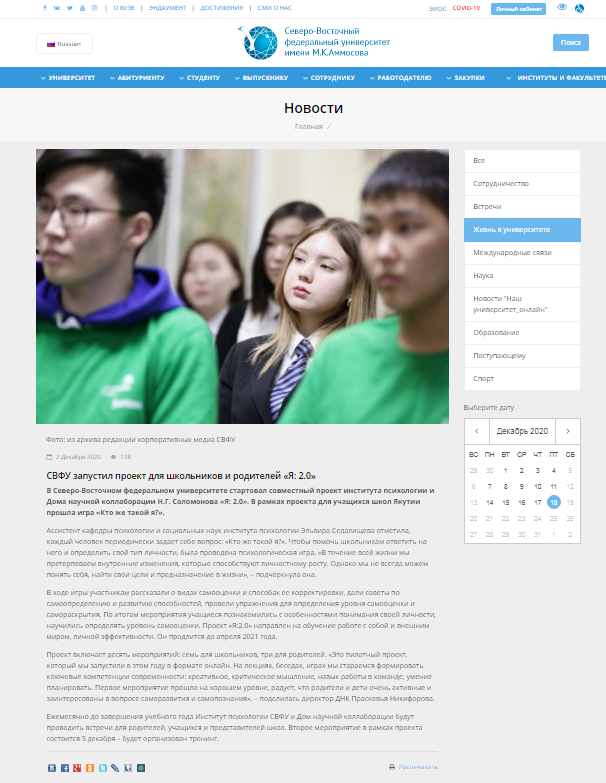 О ВУЗЕ | ЭНДАУМЕНТ | ДОСТИЖЕНИЯ | СМИ О НАС
ЭИОС COVID-19 Личный кабинет
Russian
Северо-Восточный
федеральный университет
имени М.К.Аммосова
Поиск
УНИВЕРСИТЕТ АБИТУРИЕНТУ СТУДЕНТУ ВЫПУСКНИКУ СОТРУДНИКУ РАБОТОДАТЕЛЮ ЗАКУПКИ ИНСТИТУТЫ И ФАКУЛЬТЕТЫ
Новости
Главная /
Фото: из архива редакции корпоративных медиа СВФУ
2 Декабря 2020 138
СВФУ запустил проект для школьников и родителей «Я: 2.0»
В Северо-Восточном федеральном университете стартовал совместный проект института психологии и
Дома научной коллаборации Н.Г. Соломонова «Я: 2.0». В рамках проекта для учащихся школ Якутии
прошла игра «Кто же такой я?».
Ассистент кафедры психологии и социальных наук института психологии Эльвира Седалищева отметила,
каждый человек периодически задает себе вопрос: «Кто же такой я?». Чтобы помочь школьникам ответить на
него и определить свой тип личности, была проведена психологическая игра. «В течение всей жизни мы
претерпеваем внутренние изменения, которые способствуют личностному росту. Однако мы не всегда можем
понять себя, найти свои цели и предназначение в жизни», – подчеркнула она.
В ходе игры участникам рассказали о видах самооценки и способах ее корректировки, дали советы по
самоопределению и развитию способностей, провели упражнения для определения уровня самооценки и
самораскрытия. По итогам мероприятия учащиеся познакомились с особенностями понимания своей личности,
научились определять уровень самооценки. Проект «Я:2.0» направлен на обучение работе с собой и внешним
миром, личной эффективности. Он продлится до апреля 2021 года.
Проект включает десять мероприятий: семь для школьников, три для родителей. «Это пилотный проект,
который мы запустили в этом году в формате онлайн. На лекциях, беседах, играх мы стараемся формировать
ключевые компетенции современности: креативное, критическое мышление, навык работы в команде, умение
планировать. Первое мероприятие прошло на хорошем уровне, радует, что родители и дети очень активные и
заинтересованы в вопросе саморазвития и самопознания», – поделилась директор ДНК Прасковья Никифорова.
Ежемесячно до завершения учебного года Институт психологии СВФУ и Дом научной коллаборации будут
проводить встречи для родителей, учащихся и представителей школ. Второе мероприятие в рамках проекта
состоится 5 декабря – будет организован тренинг.
Распечатать
Все
Сотрудничество
Встречи
Жизнь в университете
Международные связи
Наука
Новости "Наш
университет_онлайн"
Образование
Поступающему
Спорт
Выберите дату
‹ Декабрь 2020 ›
ВС ПН ВТ СР ЧТ ПТ СБ
29 30 1 2 3 4 5
6 7 8 9 10 11 12
13 14 15 16 17 18 19
20 21 22 23 24 25 26
27 28 29 30 31 1 2